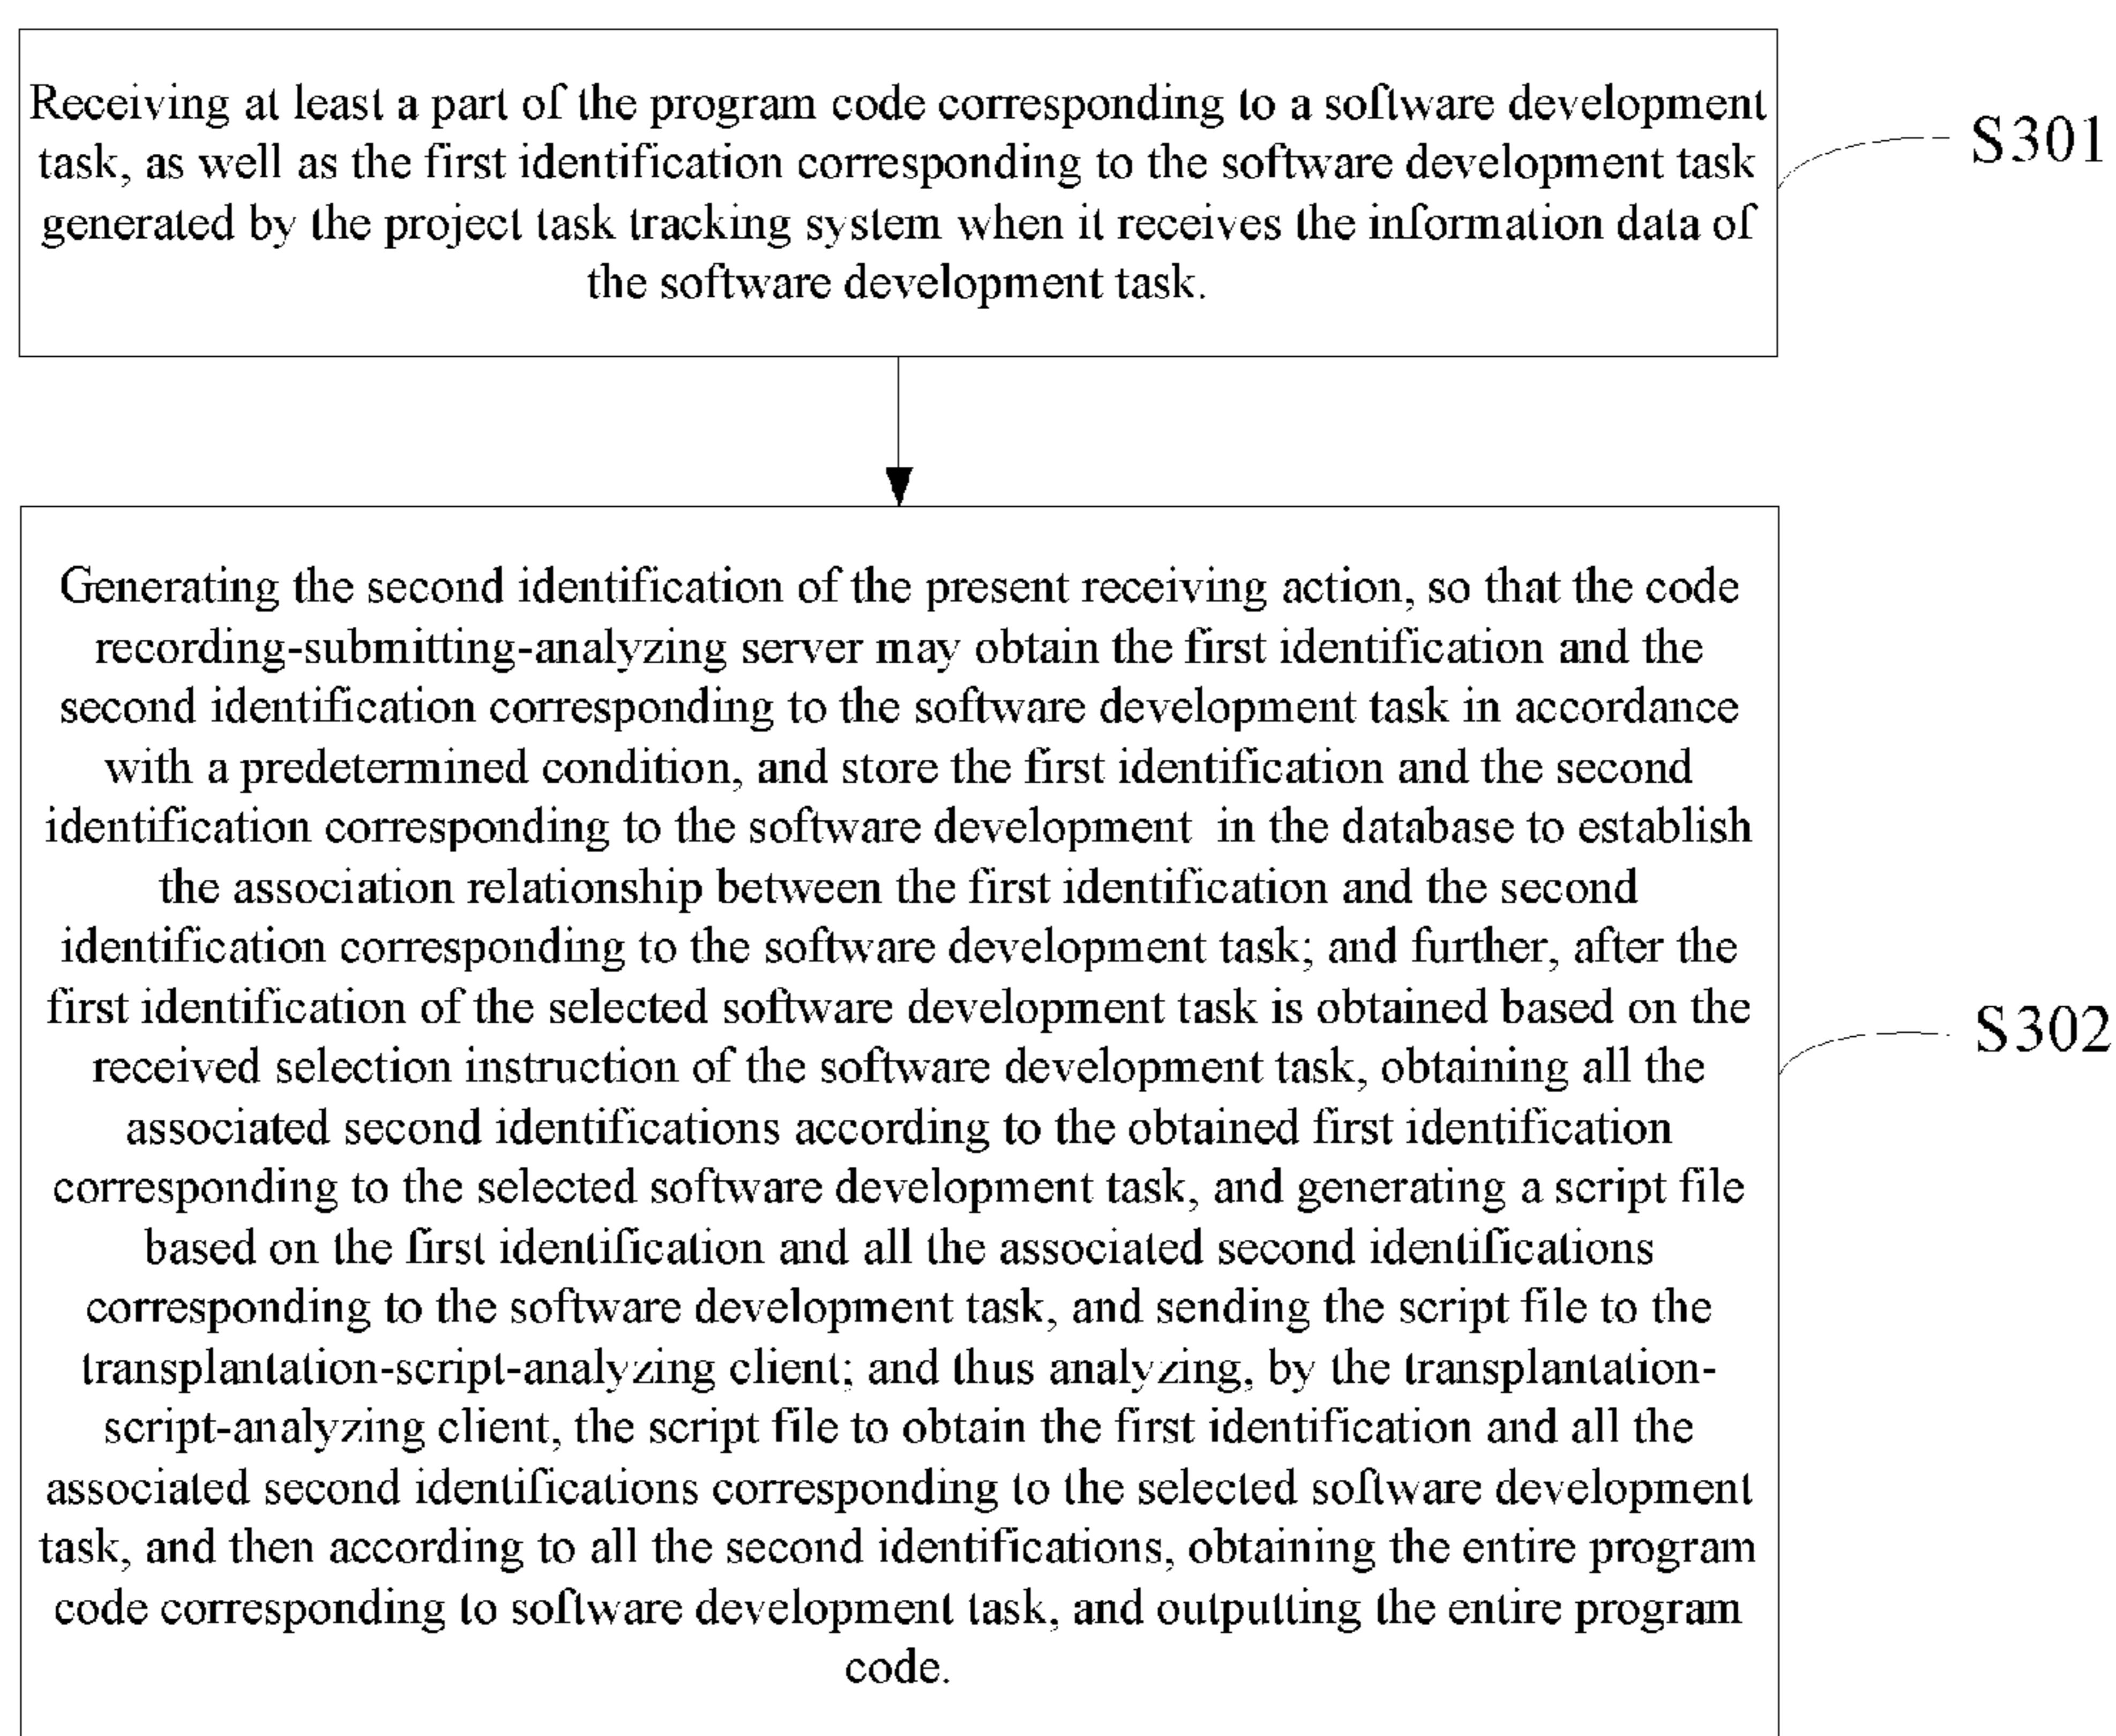 Receiving at least a part of the program code corresponding to a software development
task, as well as the first identification corresponding to the software development task
generated by the project task tracking system when it receives the information data of
the software development task.
S301
Generating the second identification of the present receiving action, so that the code
recording-submitting-analyzing server may obtain the first identification and the
second identification corresponding to the software development task in accordance
with a predetermined condition, and store the first identification and the second
identification corresponding to the software development in the database to establish
the association relationship between the first identification and the second
identification corresponding to the software development task; and further, after the
first identification of the selected software development task is obtained based on the
received selection instruction of the software development task, obtaining all the
associated second identifications according to the obtained first identification
corresponding to the selected software development task, and generating a script file
based on the first identification and all the associated second identifications
corresponding to the software development task, and sending the script file to the
transplantation-script-analyzing client; and thus analyzing, by the transplantation-
script-analyzing client, the script file to obtain the first identification and all the
associated second identifications corresponding to the selected software development
task, and then according to all the second identifications, obtaining the entire program
code corresponding to software development task, and outputting the entire program
code.
S302